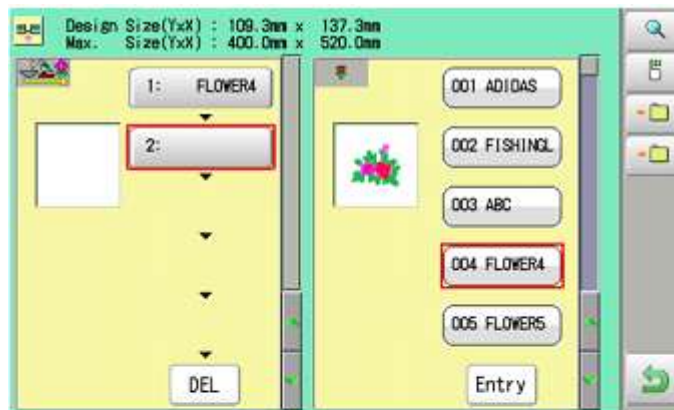 Design Size(YxX) : 109.3mm x 137.3mm
Max. Size(YxX) : 400.0mm x 520.0mm
1: FLOWER4
2:
DEL
001 ADIDAS
002 FISHINGL
003 ABC
004 FLOWER4
005 FLOWER5
Entry